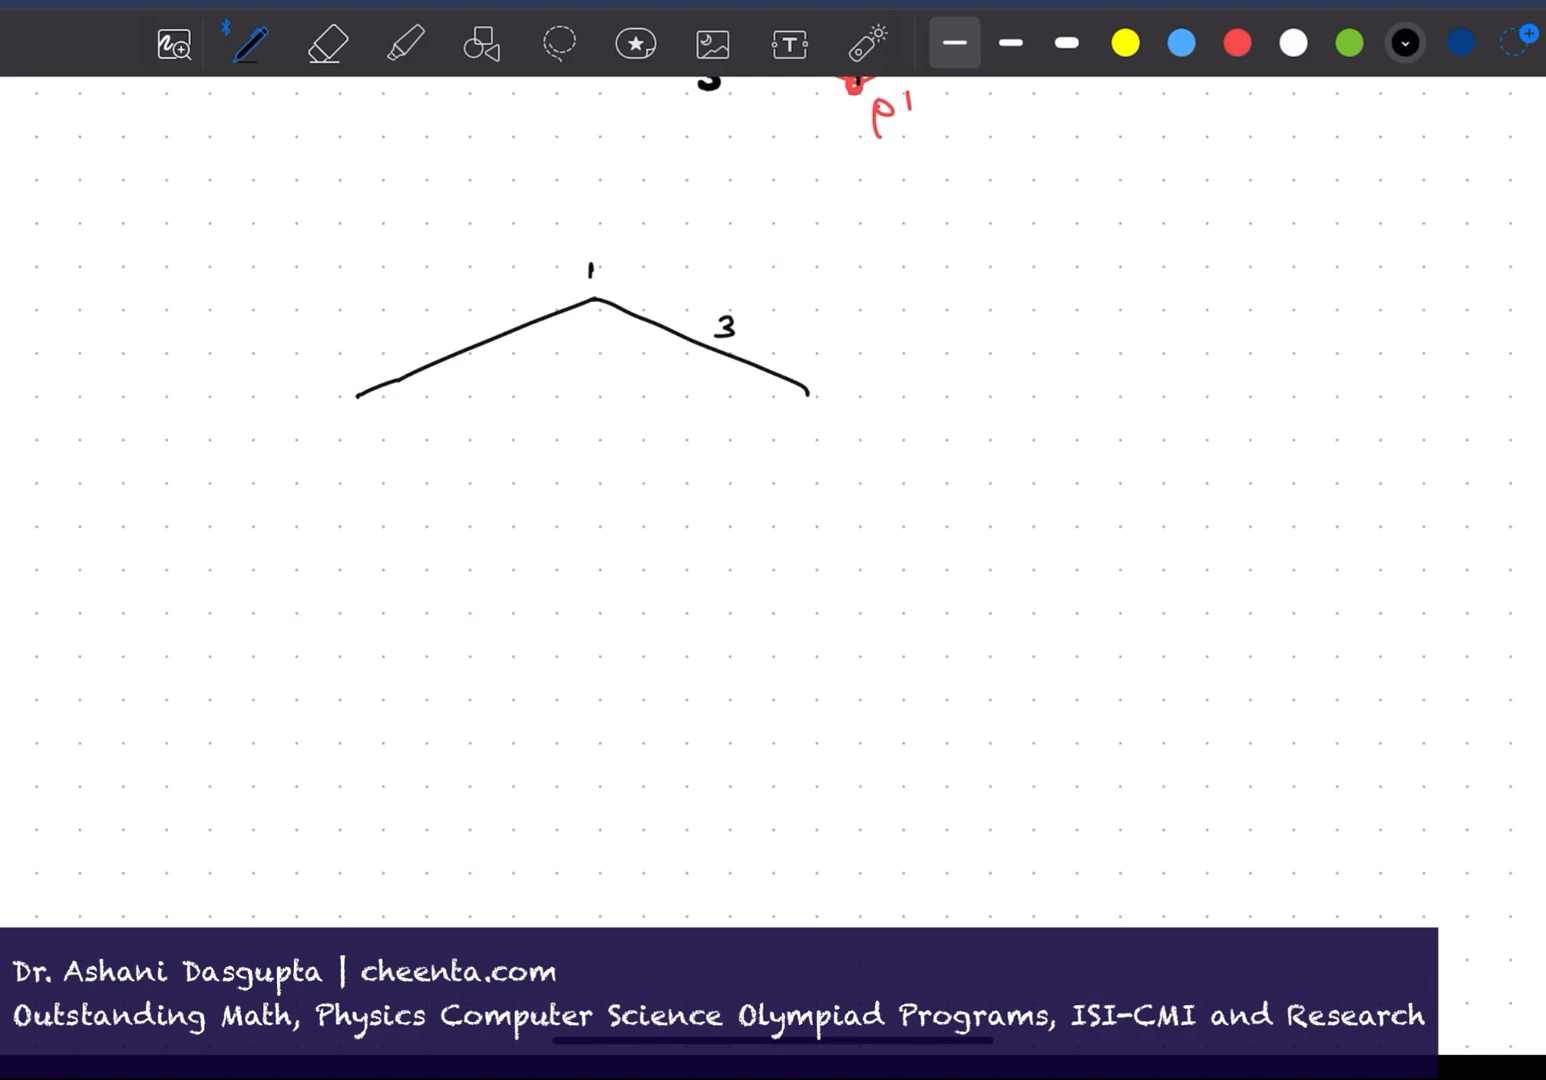 3
P'
1
3
Dr. Ashani Dasgupta | cheenta.com
Outstanding Math, Physics Computer Science Olympiad Programs, ISI-CMI and Research